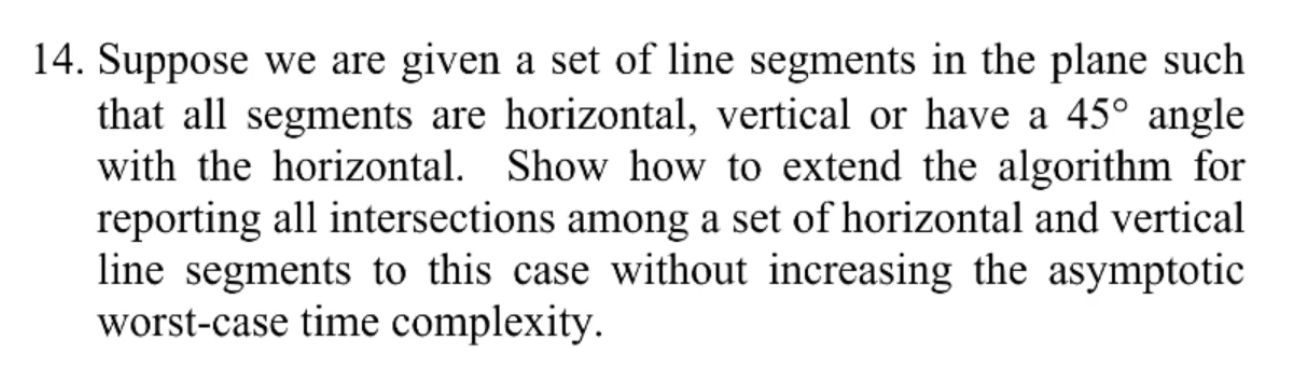 14. Suppose we are given a set of line segments in the plane such
that all segments are horizontal, vertical or have a 45° angle
with the horizontal. Show how to extend the algorithm for
reporting all intersections among a set of horizontal and vertical
line segments to this case without increasing the asymptotic
worst-case time complexity.